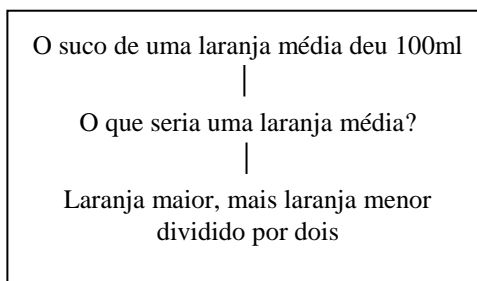 O suco de uma laranja média deu 100ml
O que seria uma laranja média?
Laranja maior, mais laranja menor
dividido por dois